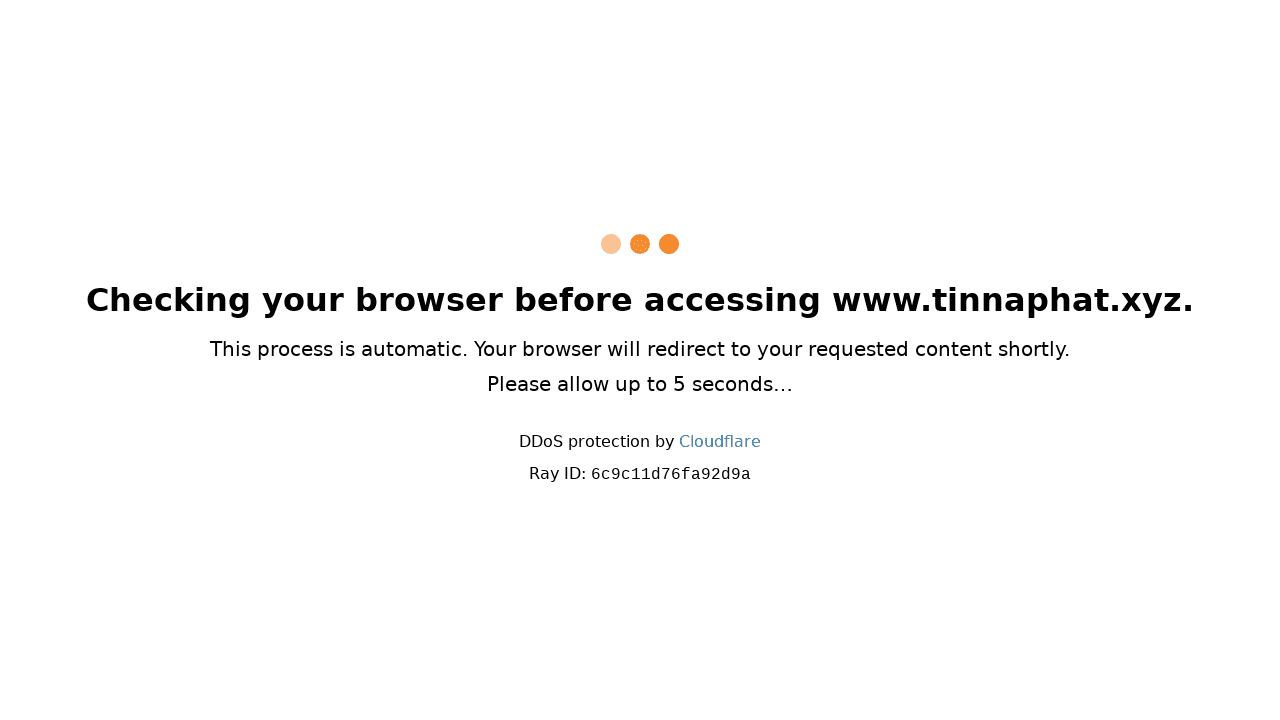 Checking your browser before accessing www.tinnaphat.xyz.
This process is automatic. Your browser will redirect to your requested content shortly.
Please allow up to 5 seconds…
DDoS protection by Cloudflare
Ray ID: 6c9c11d76fa92d9a